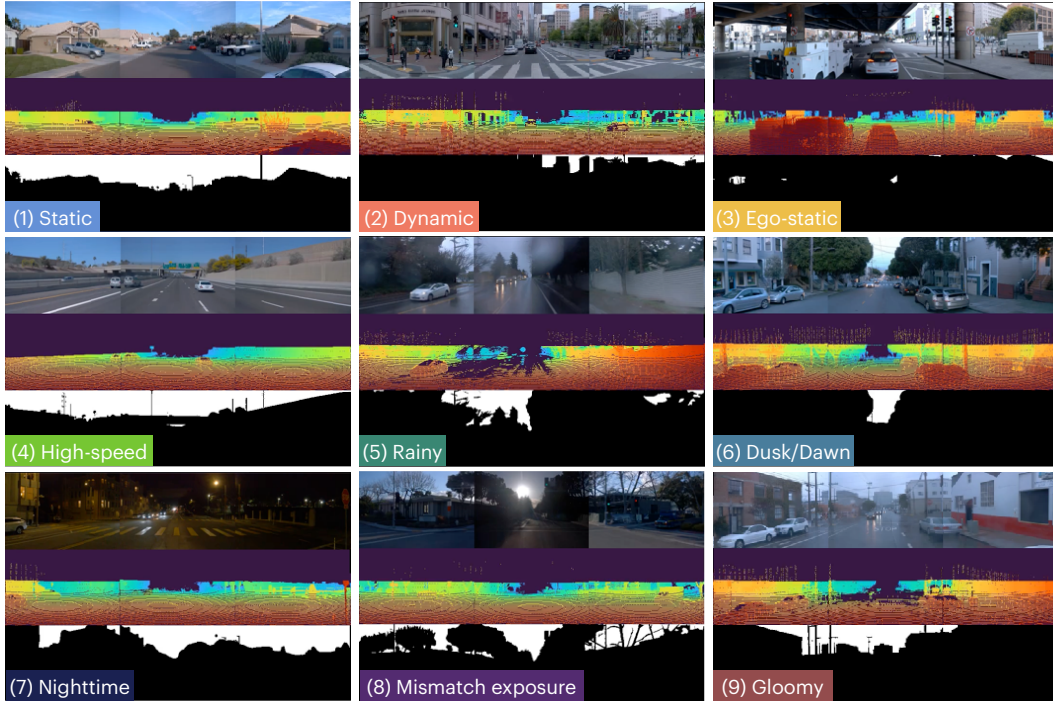 (1) Static
(2) Dynamic
(3) Ego-static
(4) High-speed
(5) Rainy
(6) Dusk/Dawn
(7) Nighttime
(8) Mismatch exposure
(9) Gloomy